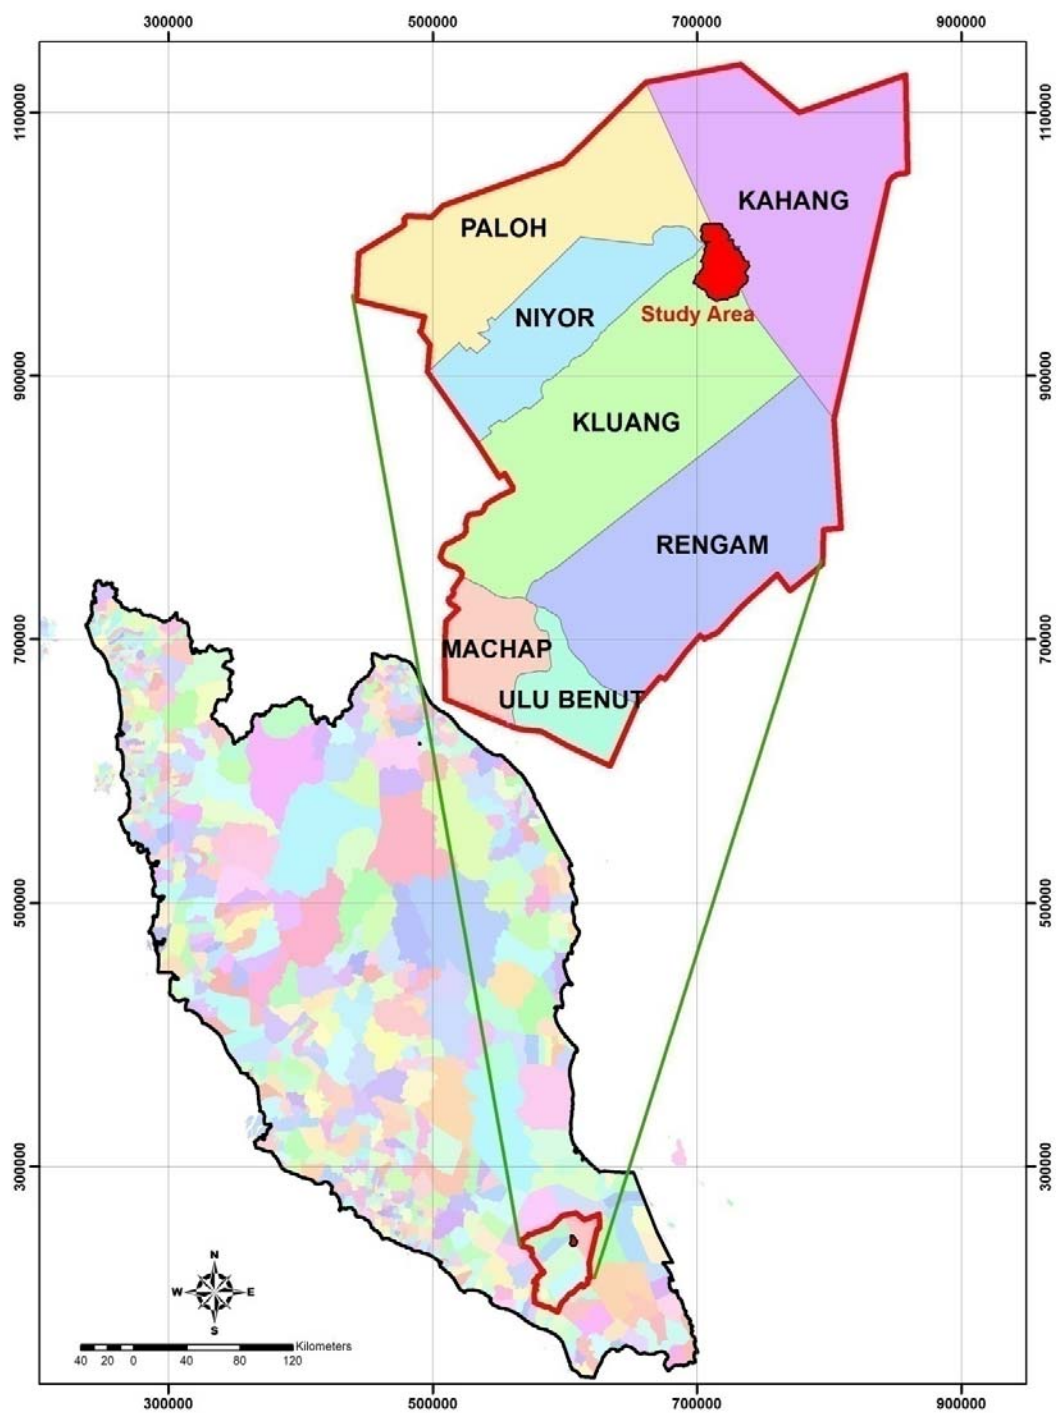 300000 500000 700000 900000
1100000 1100000
KAHANG
PALOH
NIYOR
Study Area
900000 900000
KLUANG
RENGAM
700000 700000
MACHAP
ULU BENUT
500000 500000
300000 300000
N
W E
S
Kilometers
40 20 0 40 80 120
300000 500000 700000 900000